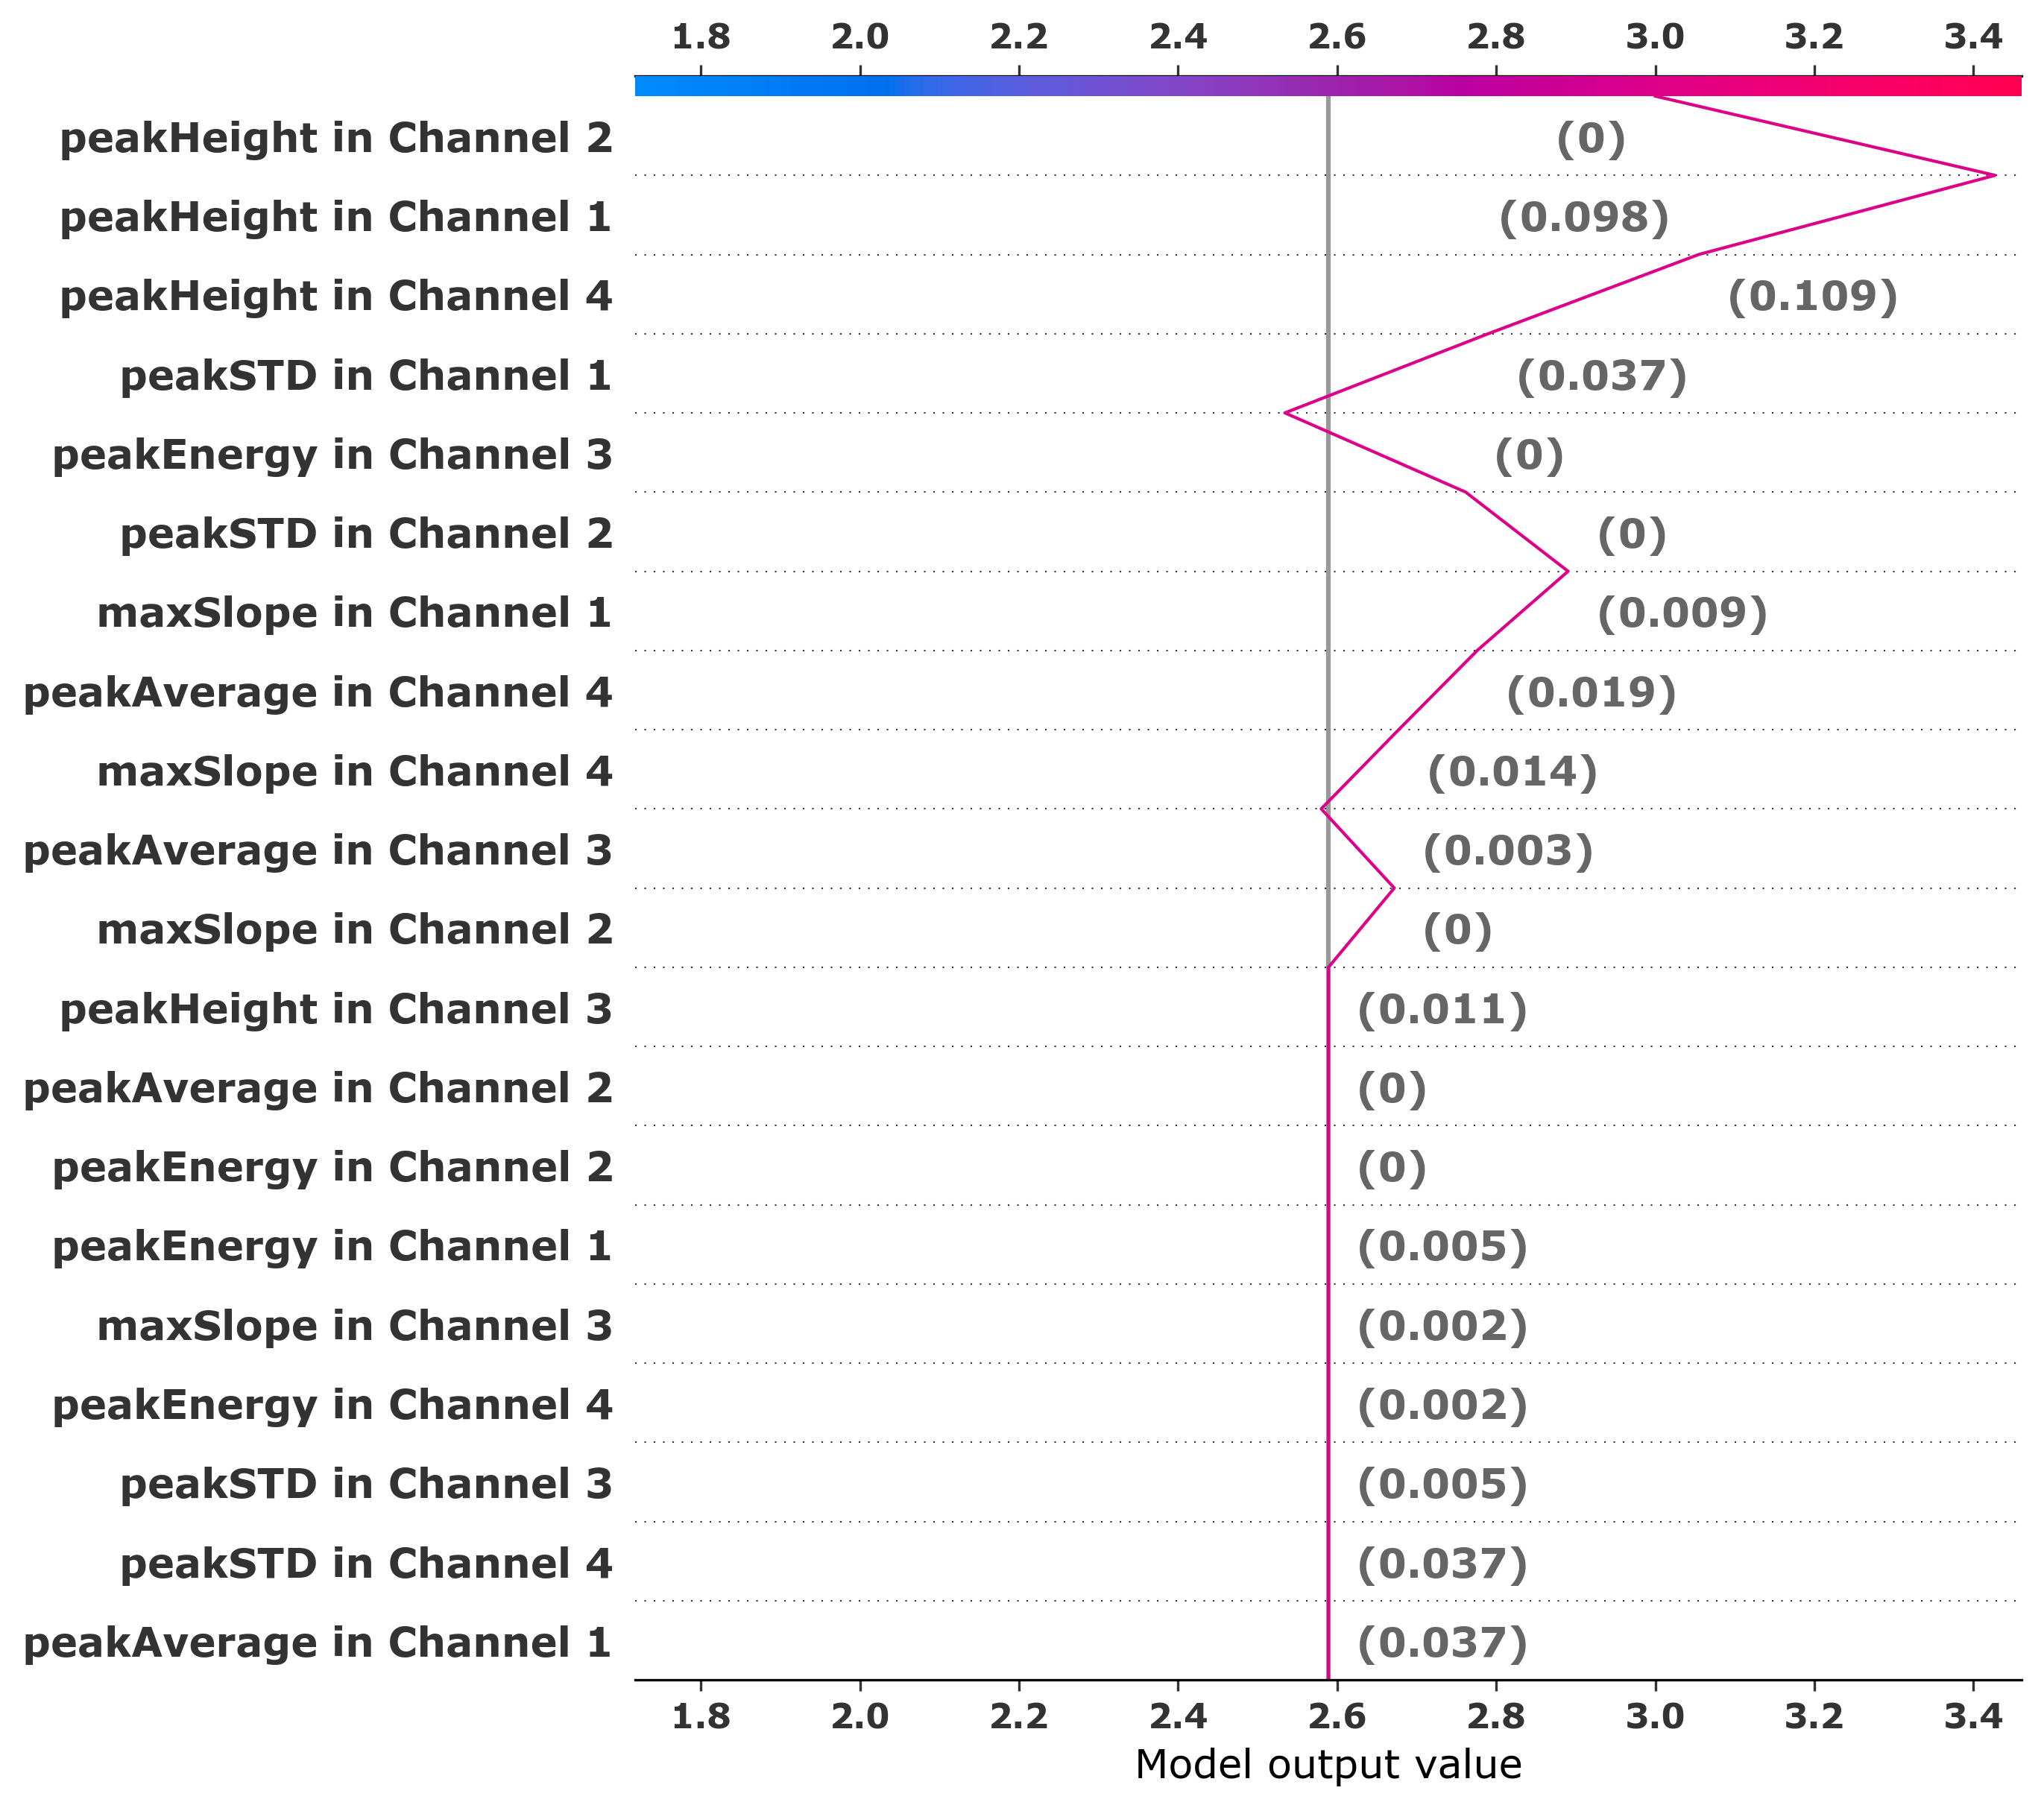 1.8 2.0 2.2 2.4 2.6 2.8 3.0 3.2 3.4
peakHeight in Channel 2 (0)
peakHeight in Channel 1 (0.098)
peakHeight in Channel 4 (0.109)
peakSTD in Channel 1 (0.037)
peakEnergy in Channel 3 (0)
peakSTD in Channel 2 (0)
maxSlope in Channel 1 (0.009)
peakAverage in Channel 4 (0.019)
maxSlope in Channel 4 (0.014)
peakAverage in Channel 3 (0.003)
maxSlope in Channel 2 (0)
peakHeight in Channel 3 (0.011)
peakAverage in Channel 2 (0)
peakEnergy in Channel 2 (0)
peakEnergy in Channel 1 (0.005)
maxSlope in Channel 3 (0.002)
peakEnergy in Channel 4 (0.002)
peakSTD in Channel 3 (0.005)
peakSTD in Channel 4 (0.037)
peakAverage in Channel 1 (0.037)
1.8 2.0 2.2 2.4 2.6 2.8 3.0 3.2 3.4
Model output value